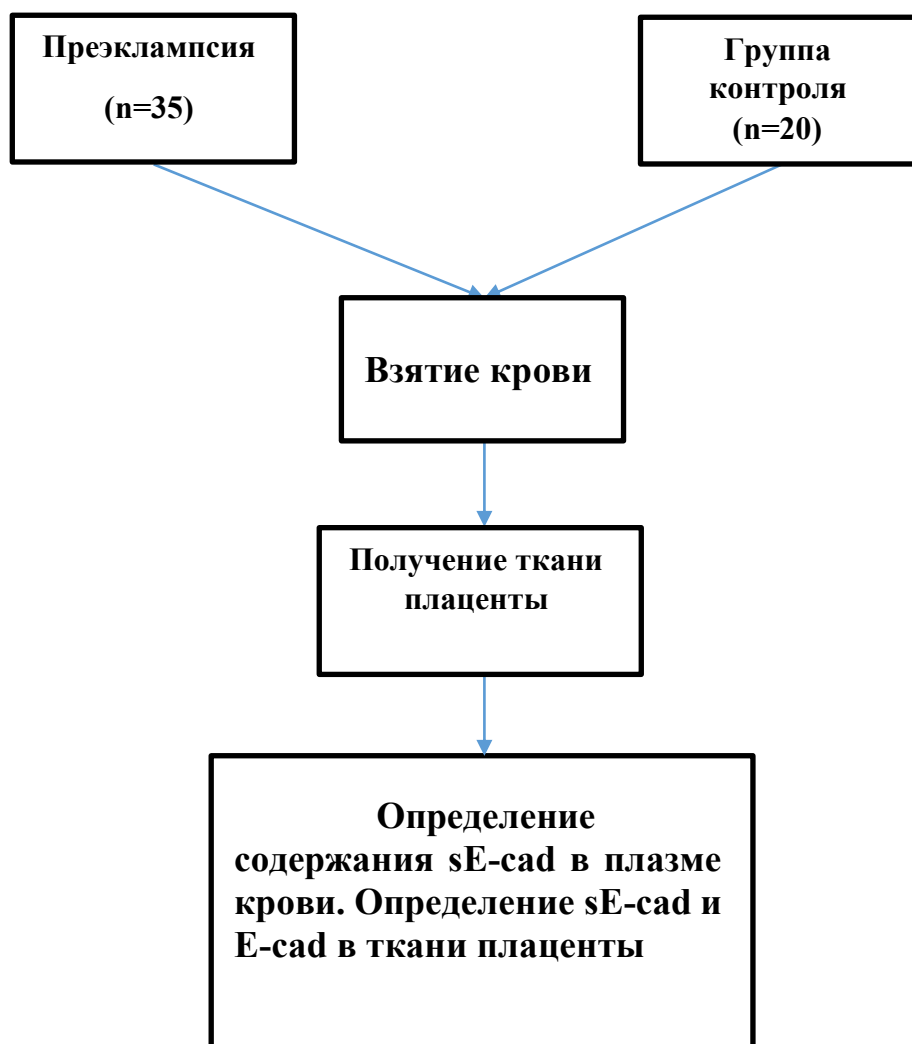 Преэклампсия
(n=35)
Группа
контроля
(n=20)
Взятие крови
Получение ткани
плаценты
Определение
содержания sE-cad в плазме
крови. Определение sE-cad и
E-cad в ткани плаценты